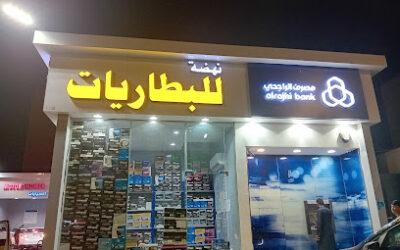 نهضة
للبطاريات
مصرف الراجحي
alrajhi bank